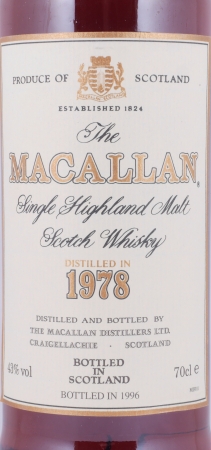 PRODUCE OF SCOTLAND
ESTABLISHED 1824
The
MACALLAN
Single Highland Malt
Scotch Whisky
DISTILLED IN
1978
DISTILLED AND BOTTLED BY
THE MACALLAN DISTILLERS LTD.
CRAIGELLACHIE · SCOTLAND
43%vol BOTTLED IN SCOTLAND 70cl e
BOTTLED IN 1996